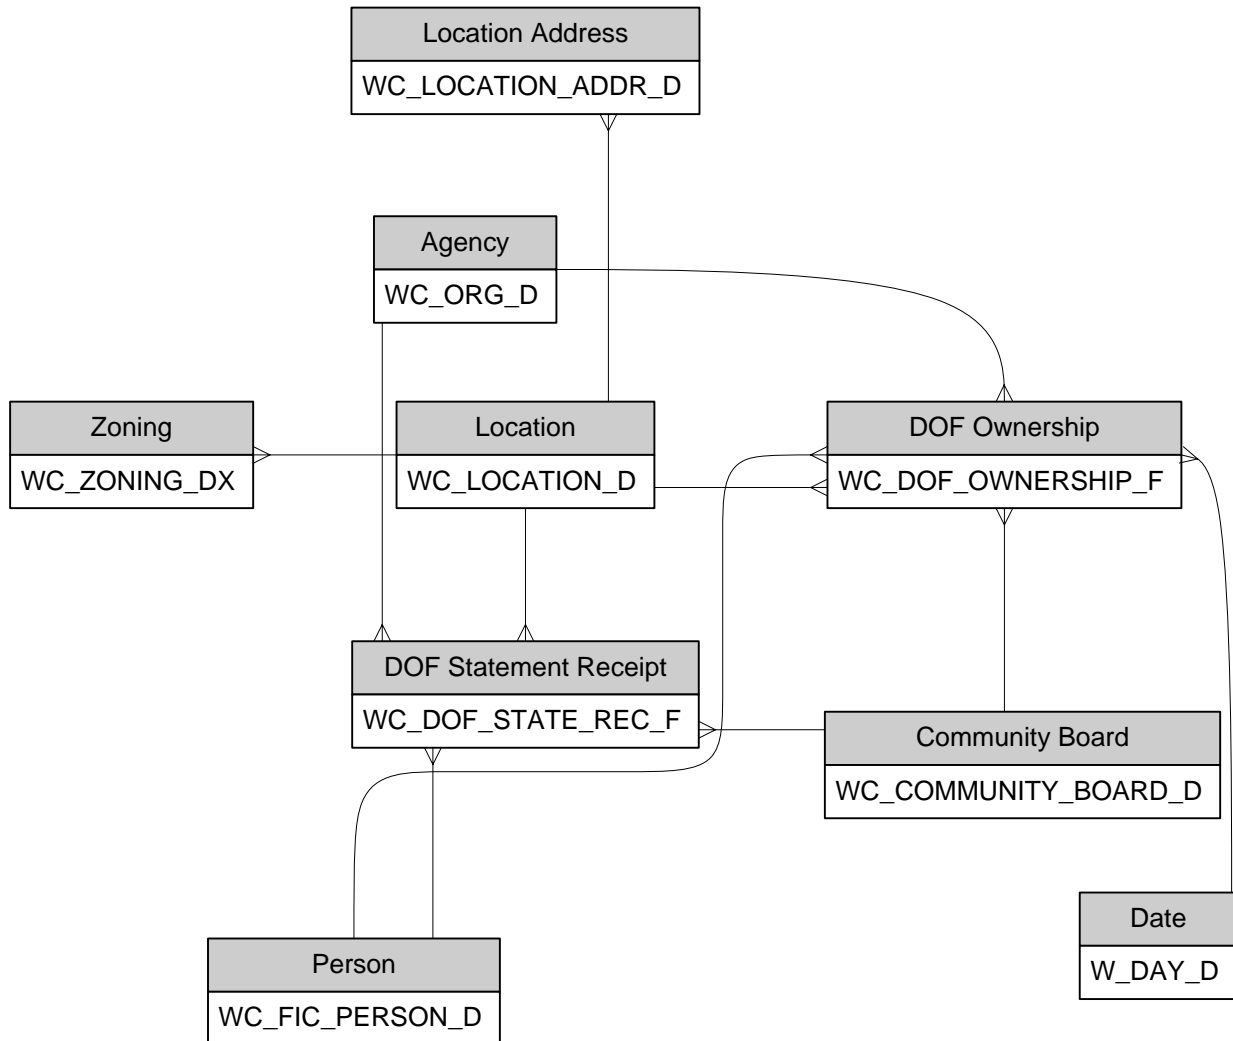 Location Address
WC_LOCATION_ADDR_D
Agency
WC_ORG_D
Zoning
WC_ZONING_DX
Location
WC_LOCATION_D
DOF Ownership
WC_DOF_OWNERSHIP_F
DOF Statement Receipt
WC_DOF_STATE_REC_F
Community Board
WC_COMMUNITY_BOARD_D
Date
W_DAY_D
Person
WC_FIC_PERSON_D